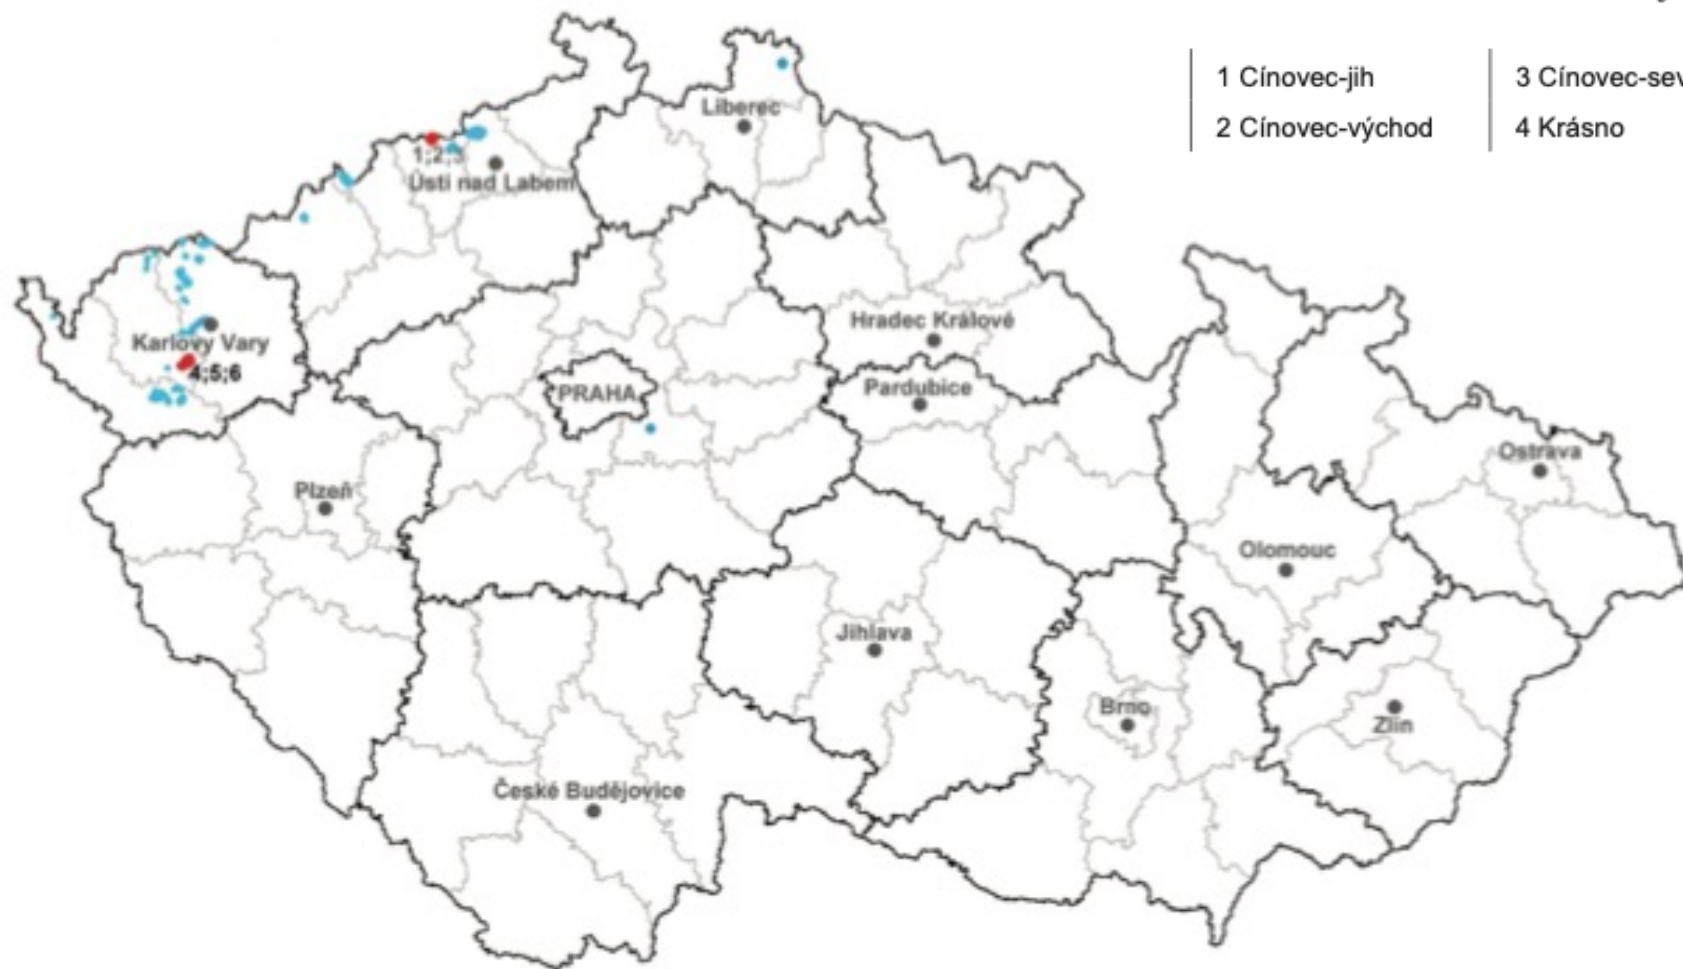 1 Cínovec-jih
3 Cínovec-sev
2 Cínovec-východ
4 Krásno
Liberec
1;2;3
Ústí nad Labem
Karlovy Vary
4;5;6
Hradec Králové
PRAHA
Pardubice
Ostrava
Plzeň
Olomouc
Jihlava
Brno
Zlín
České Budějovice